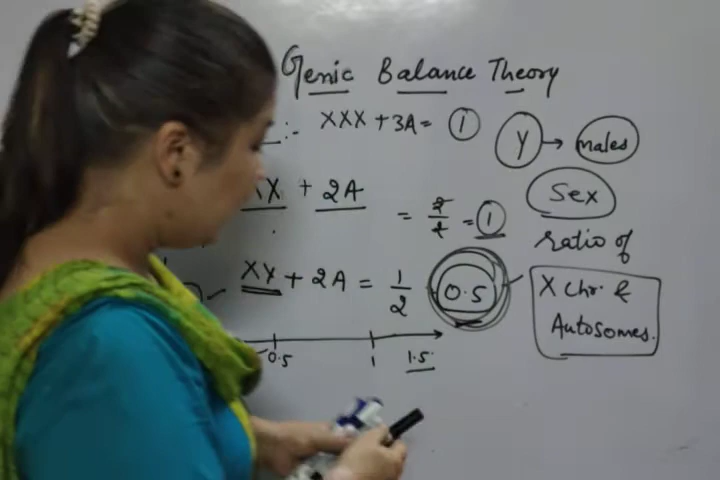 Genic Balance Theory
:- XXX + 3A = 1
Y → males
XX + 2A
= 2/2 = 1
Sex
ratio of
X Chr. &
Autosomes.
XY + 2A = 1/2 0.5
0.5 1 1.5